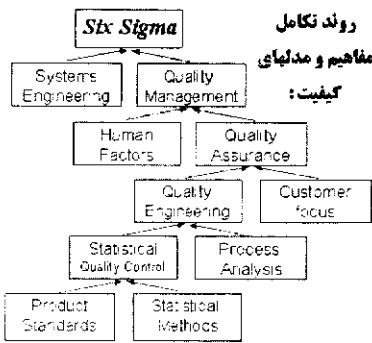 Six Sigma
روند تکامل
مفاهیم و مدلهای
کیفیت :
Systems
Engineering
Quality
Management
Human
Factors
Quality
Assurance
Quality
Engineering
Customer
focus
Statistical
Quality Control
Process
Analysis
Product
Standards
Statistical
Methods